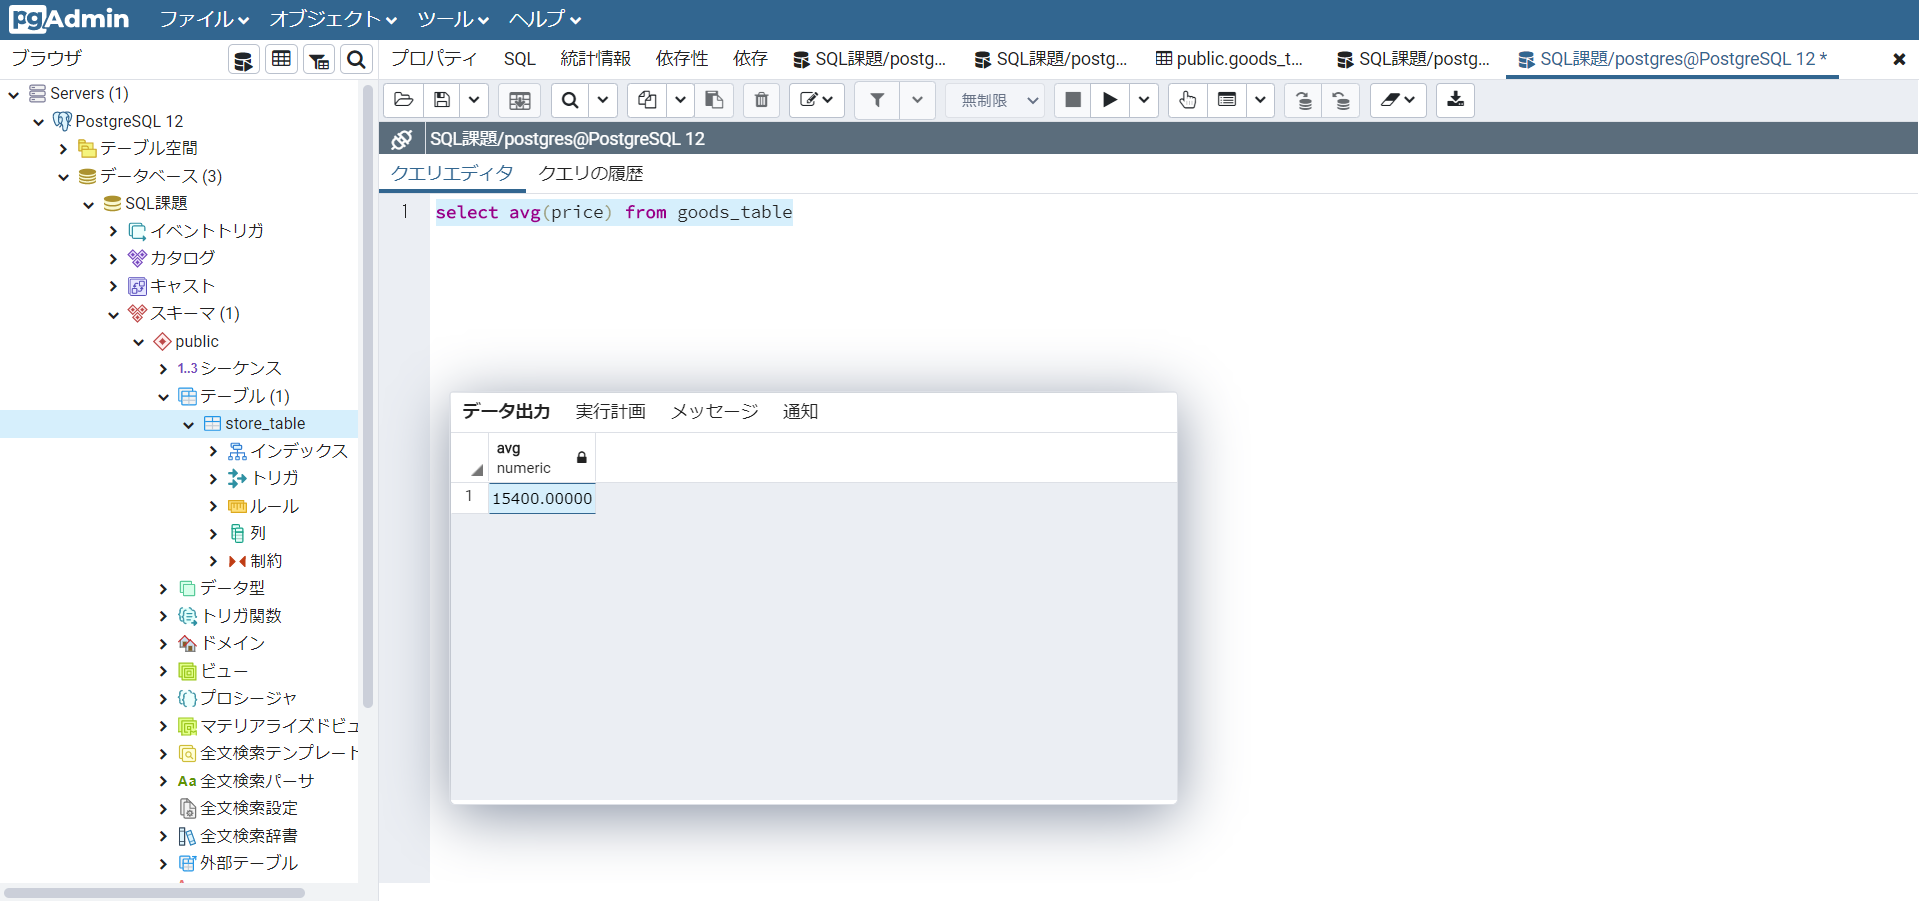 pgAdmin ファイル オブジェクト ツール ヘルプ
ブラウザ
プロパティ SQL 統計情報 依存性 依存 SQL課題/postg... SQL課題/postg... public.goods_t... SQL課題/postg... SQL課題/postgres@PostgreSQL 12 *
Servers (1)
PostgreSQL 12
テーブル空間
データベース (3)
SQL課題
イベントトリガ
カタログ
キャスト
スキーマ (1)
public
1..3 シーケンス
テーブル (1)
store_table
インデックス
トリガ
ルール
列
制約
データ型
トリガ関数
ドメイン
ビュー
プロシージャ
マテリアライズドビュ
全文検索テンプレート
Aa 全文検索パーサ
全文検索設定
全文検索辞書
外部テーブル
無制限
SQL課題/postgres@PostgreSQL 12
クエリエディタ クエリの履歴
1 select avg(price) from goods_table
データ出力 実行計画 メッセージ 通知
avg
numeric
1 15400.00000